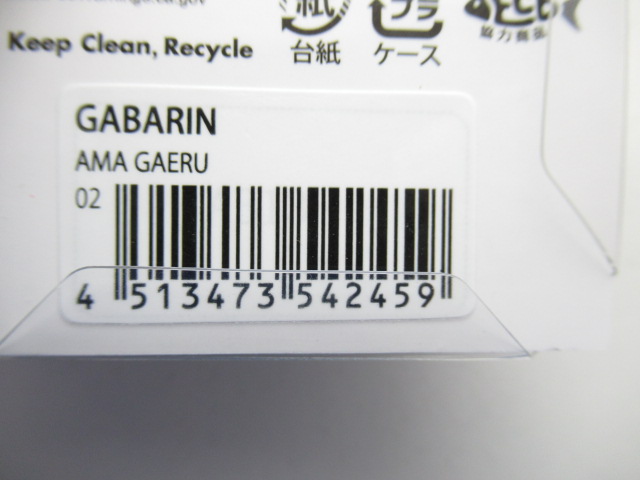 Keep Clean, Recycle
紙
プラ
台紙
ケース
GABARIN
AMA GAERU
02
4 513473 542459